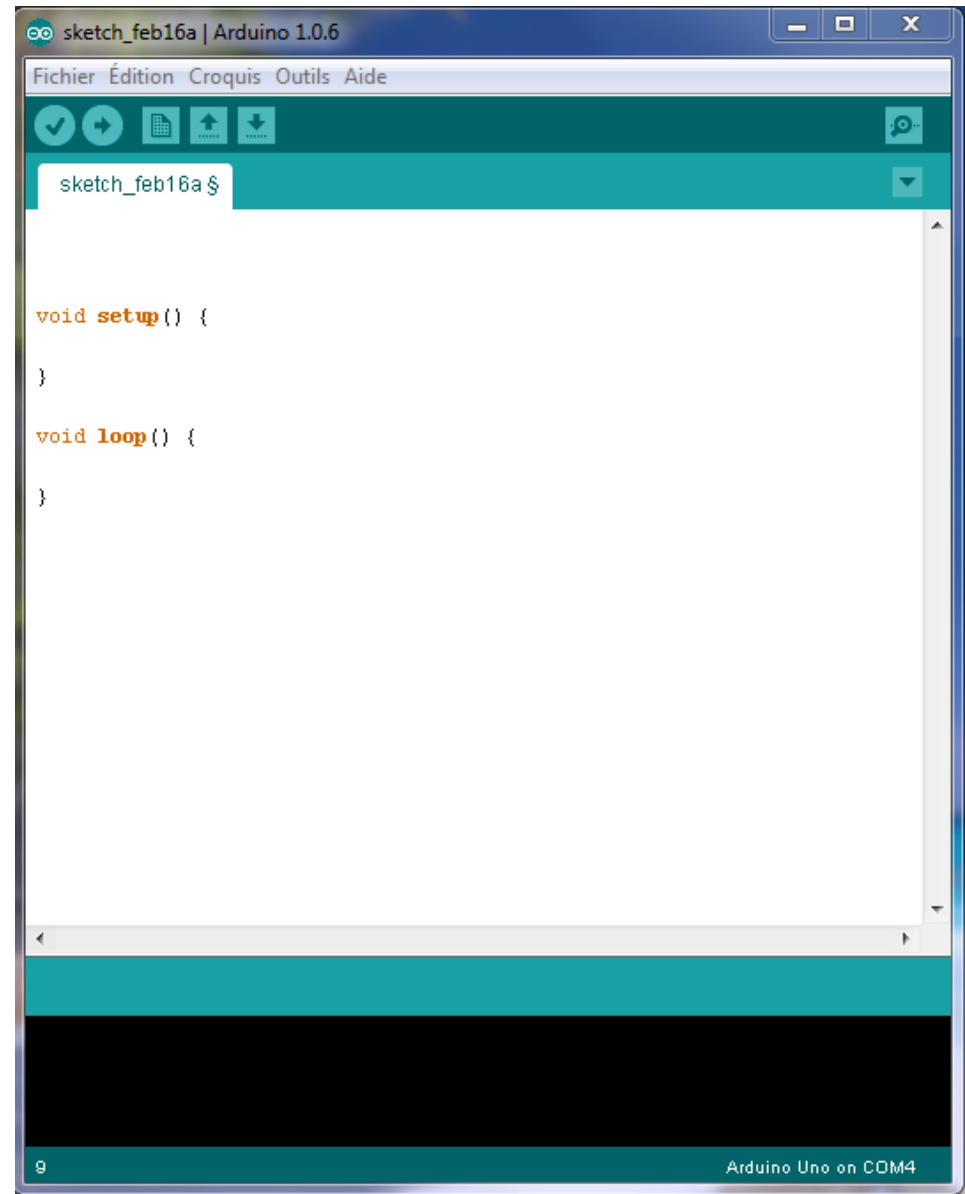 sketch_feb16a | Arduino 1.0.6
Fichier Édition Croquis Outils Aide
sketch_feb16a §
void setup() {
}
void loop() {
}
9
Arduino Uno on COM4